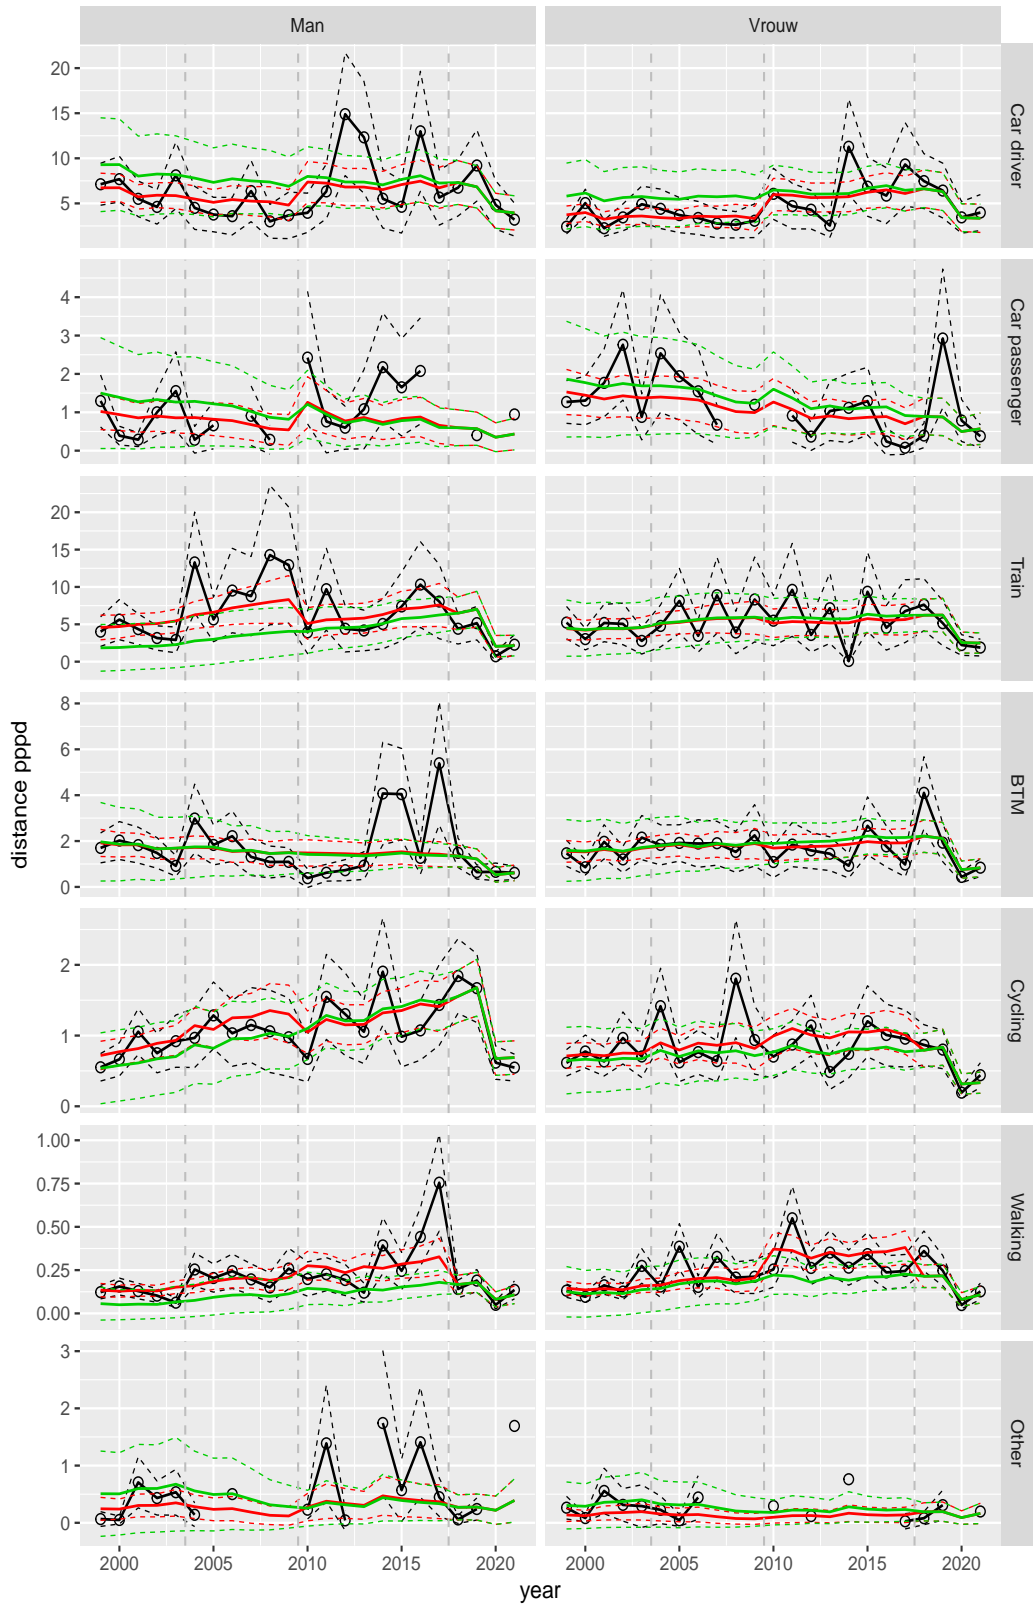 Man
Vrouw
20
15
10
5
Car driver
4
3
2
1
0
Car passenger
20
15
10
5
0
Train
8
6
4
2
0
BTM
2
1
0
Cycling
1.00
0.75
0.50
0.25
0.00
Walking
3
2
1
0
Other
2000 2005 2010 2015 2020 2000 2005 2010 2015 2020
year
distance pppd